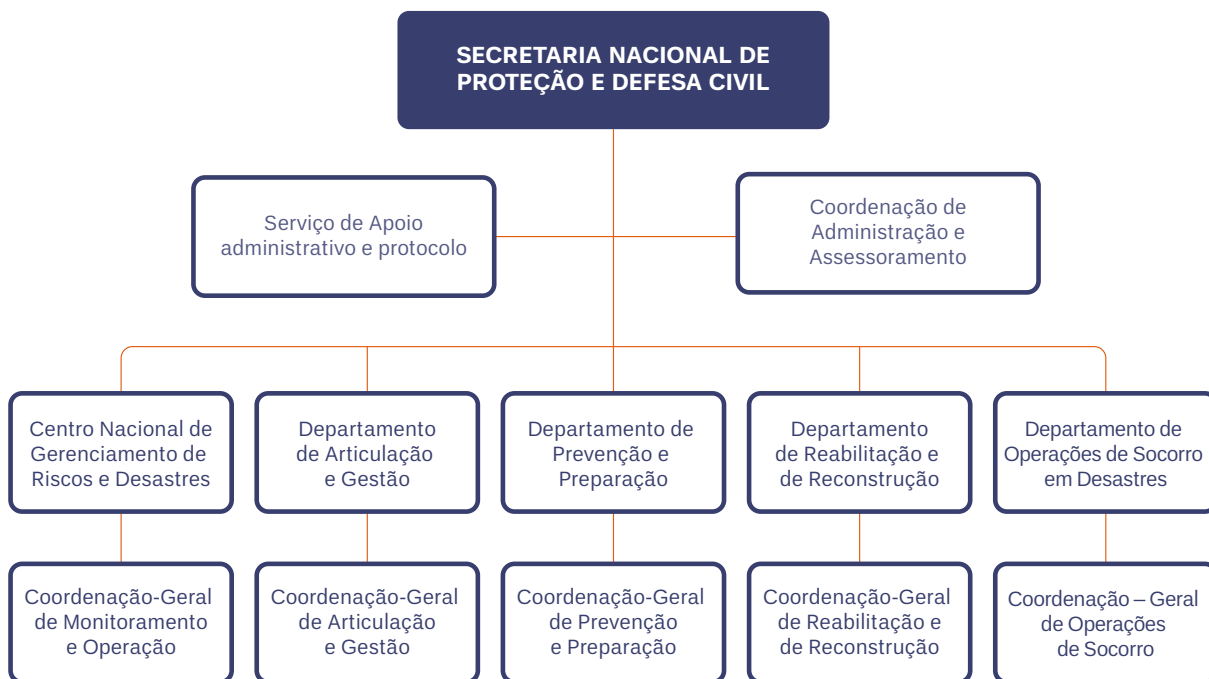 SECRETARIA NACIONAL DE
PROTEÇÃO E DEFESA CIVIL
Serviço de Apoio
administrativo e protocolo
Coordenação de
Administração e
Assessoramento
Centro Nacional de
Gerenciamento de
Riscos e Desastres
Departamento
de Articulação
e Gestão
Departamento de
Prevenção e
Preparação
Departamento
de Reabilitação e
de Reconstrução
Departamento de
Operações de Socorro
em Desastres
Coordenação-Geral
de Monitoramento
e Operação
Coordenação-Geral
de Articulação
e Gestão
Coordenação-Geral
de Prevenção
e Preparação
Coordenação-Geral
de Reabilitação e
de Reconstrução
Coordenação – Geral
de Operações
de Socorro